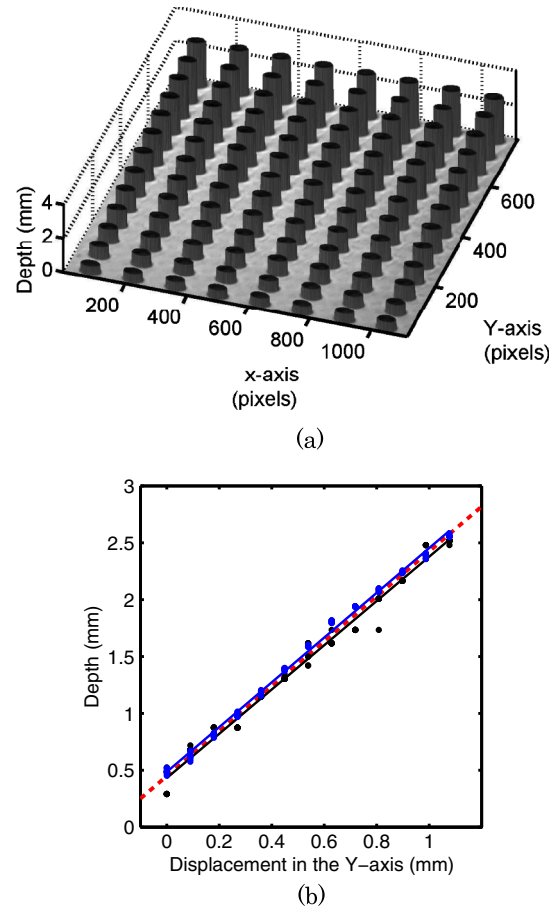 4
2
0
Depth (mm)
200
400
600
800
1000
x-axis
(pixels)
200
400
600
Y-axis
(pixels)
(a)
3
2.5
2
1.5
1
0.5
0
Depth (mm)
0
0.2
0.4
0.6
0.8
1
Displacement in the Y−axis (mm)
(b)